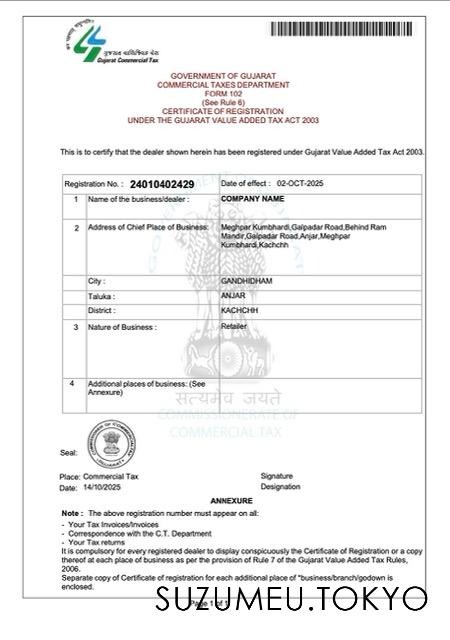 ગુજરાત વાણિજ્યિક વેરા
Gujarat Commercial Tax
GOVERNMENT OF GUJARAT
COMMERCIAL TAXES DEPARTMENT
FORM 102
(See Rule 6)
CERTIFICATE OF REGISTRATION
UNDER THE GUJARAT VALUE ADDED TAX ACT 2003
This is to certify that the dealer shown herein has been registered under Gujarat Value Added Tax Act 2003.
Registration No. : 24010402429 Date of effect : 02-OCT-2025
1 Name of the business/dealer : COMPANY NAME
2 Address of Chief Place of Business: Meghpar Kumbhardi,Galpadar Road,Behind Ram
Mandir,Galpadar Road,Anjar,Meghpar
Kumbhardi,Kachchh
City : GANDHIDHAM
Taluka : ANJAR
District : KACHCHH
3 Nature of Business : Retailer
4 Additional places of business: (See
Annexure)
सत्यमेव जयते
COMMISSIONERATE OF
COMMERCIAL TAX
Seal:
Place: Commercial Tax Signature
Date: 14/10/2025 Designation
ANNEXURE
Note : The above registration number must appear on all:
- Your Tax Invoices/Invoices
- Correspondence with the C.T. Department
- Your Tax returns
It is compulsory for every registered dealer to display conspicuously the Certificate of Registration or a copy
thereof at each place of business as per the provision of Rule 7 of the Gujarat Value Added Tax Rules,
2006.
Separate copy of Certificate of registration for each additional place of *business/branch/godown is
enclosed.
Page 1 of 1
SUZUMEU.TOKYO